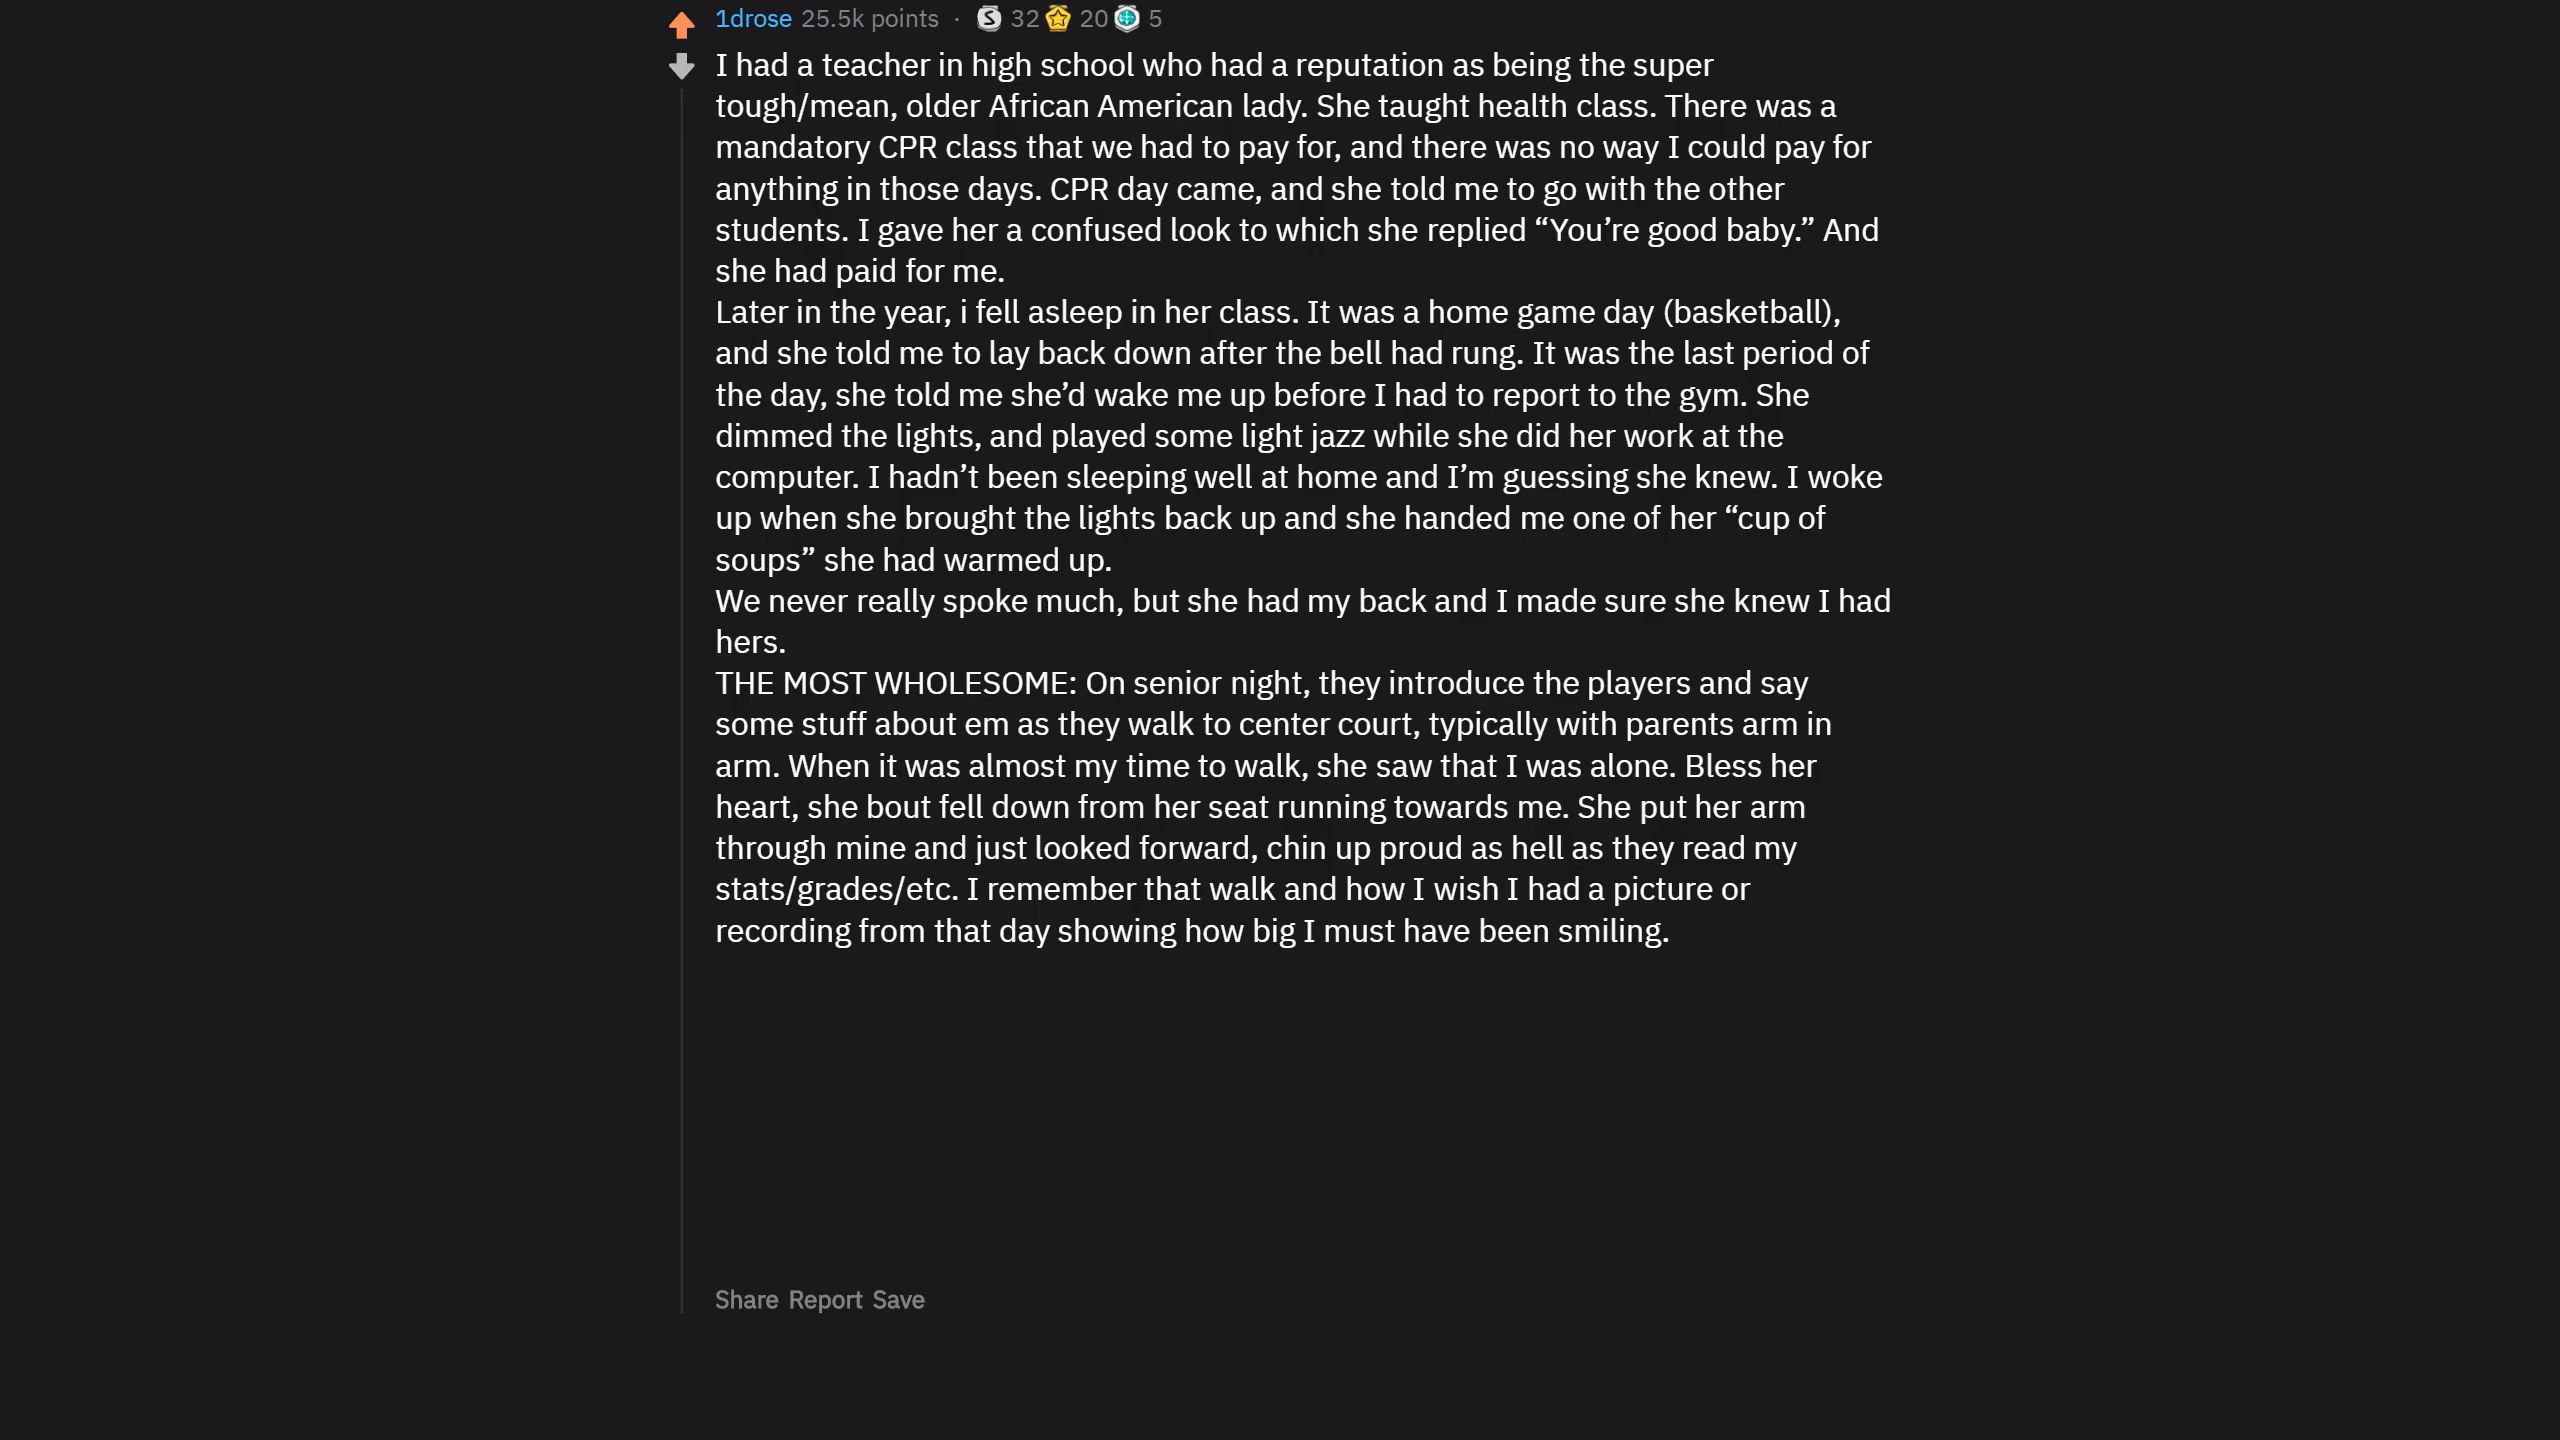 1drose 25.5k points · 32 20 5
I had a teacher in high school who had a reputation as being the super
tough/mean, older African American lady. She taught health class. There was a
mandatory CPR class that we had to pay for, and there was no way I could pay for
anything in those days. CPR day came, and she told me to go with the other
students. I gave her a confused look to which she replied “You’re good baby.” And
she had paid for me.
Later in the year, i fell asleep in her class. It was a home game day (basketball),
and she told me to lay back down after the bell had rung. It was the last period of
the day, she told me she’d wake me up before I had to report to the gym. She
dimmed the lights, and played some light jazz while she did her work at the
computer. I hadn’t been sleeping well at home and I’m guessing she knew. I woke
up when she brought the lights back up and she handed me one of her “cup of
soups” she had warmed up.
We never really spoke much, but she had my back and I made sure she knew I had
hers.
THE MOST WHOLESOME: On senior night, they introduce the players and say
some stuff about em as they walk to center court, typically with parents arm in
arm. When it was almost my time to walk, she saw that I was alone. Bless her
heart, she bout fell down from her seat running towards me. She put her arm
through mine and just looked forward, chin up proud as hell as they read my
stats/grades/etc. I remember that walk and how I wish I had a picture or
recording from that day showing how big I must have been smiling.
Share Report Save